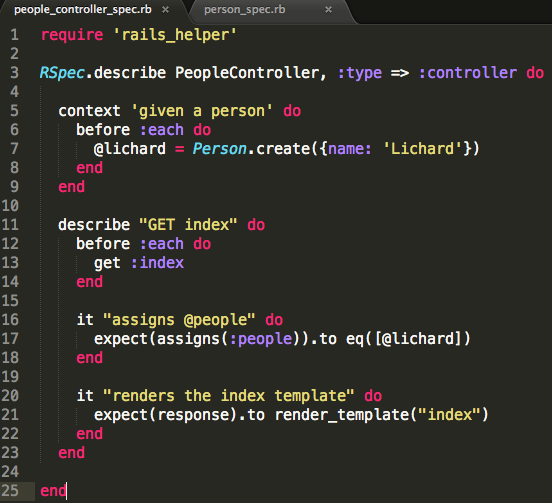 people_controller_spec.rb × person_spec.rb ×
1 require 'rails_helper'
2
3 RSpec.describe PeopleController, :type => :controller do
4
5 context 'given a person' do
6 before :each do
7 @lichard = Person.create({name: 'Lichard'})
8 end
9 end
10
11 describe "GET index" do
12 before :each do
13 get :index
14 end
15
16 it "assigns @people" do
17 expect(assigns(:people)).to eq([@lichard])
18 end
19
20 it "renders the index template" do
21 expect(response).to render_template("index")
22 end
23 end
24
25 end